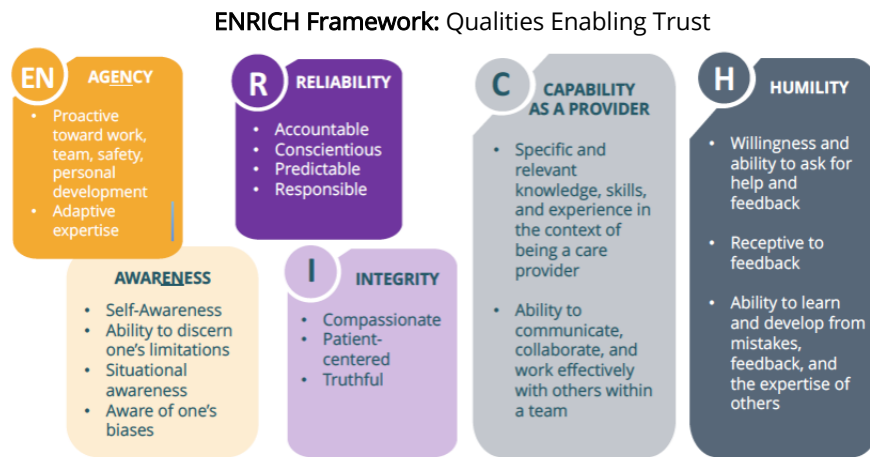 ENRICH Framework: Qualities Enabling Trust
EN
AGENCY
• Proactive
toward work,
team, safety,
personal
development
• Adaptive
expertise
AWARENESS
• Self-Awareness
• Ability to discern
one's limitations
• Situational
awareness
• Aware of one's
biases
R
RELIABILITY
• Accountable
• Conscientious
• Predictable
• Responsible
I
INTEGRITY
• Compassionate
• Patient-
centered
• Truthful
C
CAPABILITY
AS A PROVIDER
• Specific and
relevant
knowledge, skills,
and experience in
the context of
being a care
provider
• Ability to
communicate,
collaborate, and
work effectively
with others within
a team
H
HUMILITY
• Willingness and
ability to ask for
help and
feedback
• Receptive to
feedback
• Ability to learn
and develop from
mistakes,
feedback, and
the expertise of
others